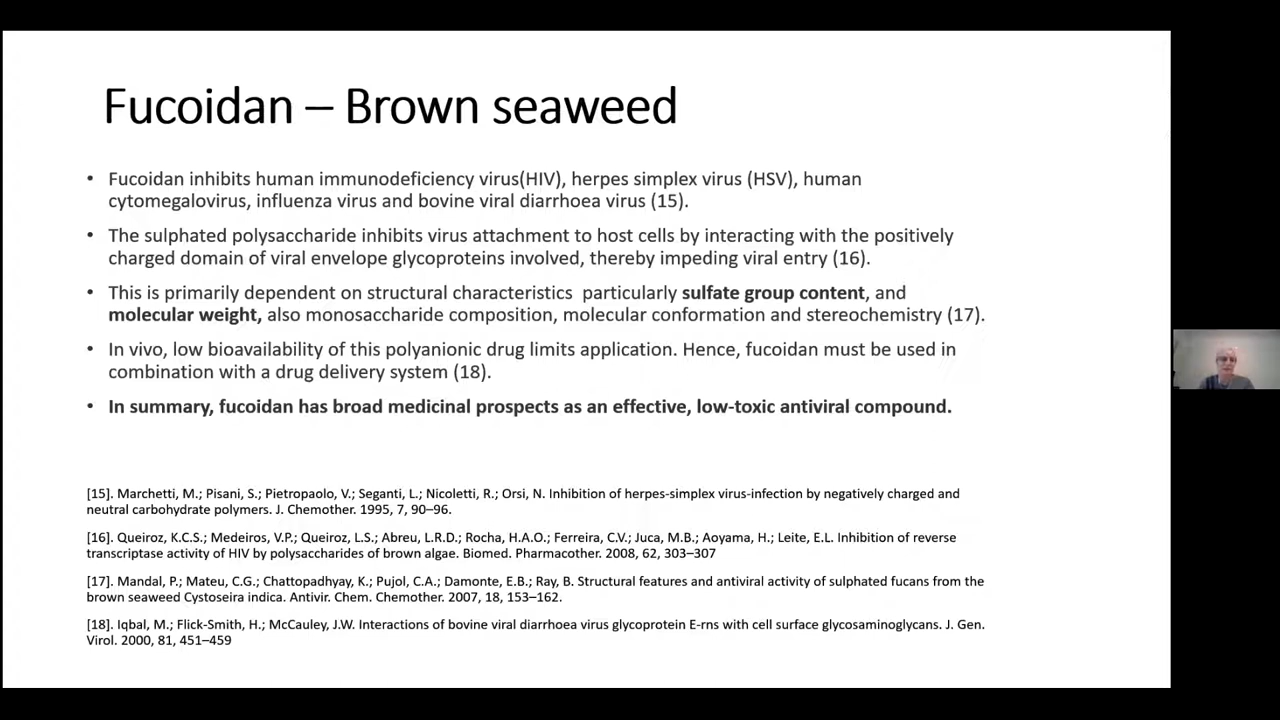 Fucoidan – Brown seaweed
• Fucoidan inhibits human immunodeficiency virus(HIV), herpes simplex virus (HSV), human
cytomegalovirus, influenza virus and bovine viral diarrhoea virus (15).
• The sulphated polysaccharide inhibits virus attachment to host cells by interacting with the positively
charged domain of viral envelope glycoproteins involved, thereby impeding viral entry (16).
• This is primarily dependent on structural characteristics  particularly sulfate group content, and
molecular weight, also monosaccharide composition, molecular conformation and stereochemistry (17).
• In vivo, low bioavailability of this polyanionic drug limits application. Hence, fucoidan must be used in
combination with a drug delivery system (18).
• In summary, fucoidan has broad medicinal prospects as an effective, low-toxic antiviral compound.
[15]. Marchetti, M.; Pisani, S.; Pietropaolo, V.; Seganti, L.; Nicoletti, R.; Orsi, N. Inhibition of herpes-simplex virus-infection by negatively charged and
neutral carbohydrate polymers. J. Chemother. 1995, 7, 90–96.
[16]. Queiroz, K.C.S.; Medeiros, V.P.; Queiroz, L.S.; Abreu, L.R.D.; Rocha, H.A.O.; Ferreira, C.V.; Juca, M.B.; Aoyama, H.; Leite, E.L. Inhibition of reverse
transcriptase activity of HIV by polysaccharides of brown algae. Biomed. Pharmacother. 2008, 62, 303–307
[17]. Mandal, P.; Mateu, C.G.; Chattopadhyay, K.; Pujol, C.A.; Damonte, E.B.; Ray, B. Structural features and antiviral activity of sulphated fucans from the
brown seaweed Cystoseira indica. Antivir. Chem. Chemother. 2007, 18, 153–162.
[18]. Iqbal, M.; Flick-Smith, H.; McCauley, J.W. Interactions of bovine viral diarrhoea virus glycoprotein E-rns with cell surface glycosaminoglycans. J. Gen.
Virol. 2000, 81, 451–459